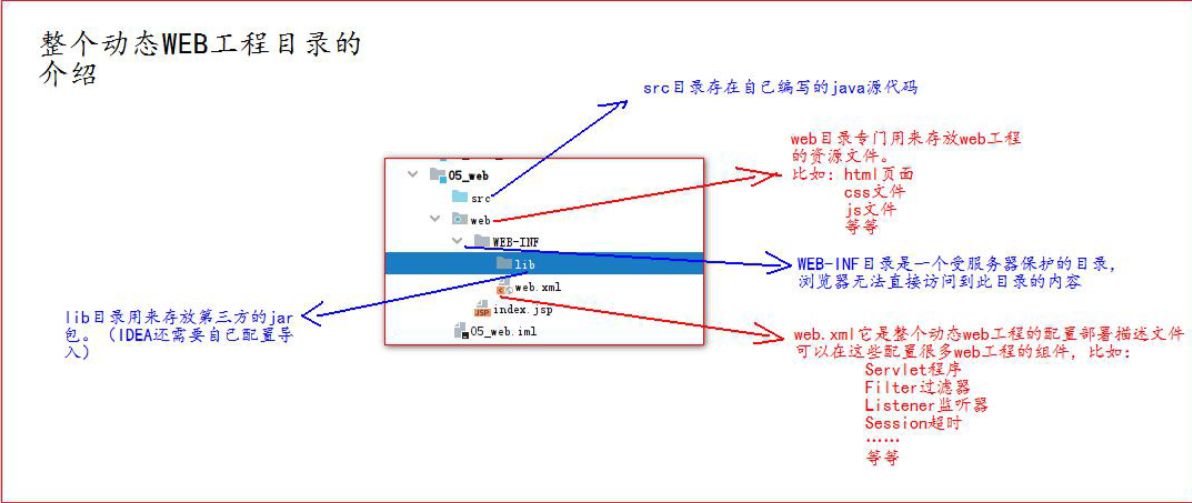 整个动态WEB工程目录的
介绍
src目录存在自己编写的java源代码
web目录专门用来存放web工程
的资源文件。
比如：html页面
css文件
js文件
等等
05_web
src
web
WEB-INF
lib
web.xml
index.jsp
05_web.iml
WEB-INF目录是一个受服务器保护的目录，
浏览器无法直接访问到此目录的内容
lib目录用来存放第三方的jar
包。（IDEA还需要自己配置导
入）
web.xml它是整个动态web工程的配置部署描述文件
可以在这些配置很多web工程的组件，比如：
Servlet程序
Filter过滤器
Listener监听器
Session超时
……
等等